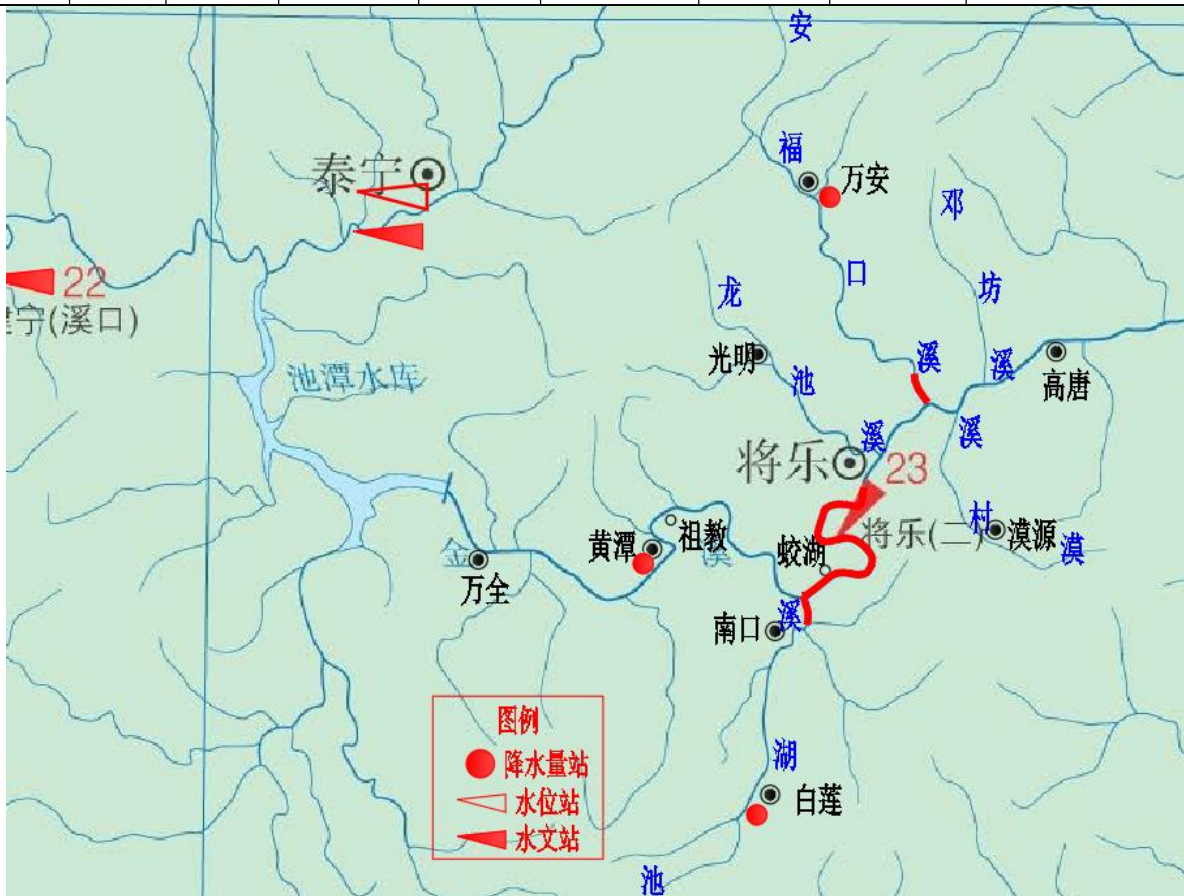 安
福
泰宁
万安
邓
22
宁(溪口)
龙
口
坊
光明
池
溪
溪
高唐
池潭水库
溪
溪
将乐
23
将乐(二)
村
漠源
漠
黄潭
祖教
溪
蛟湖
金
万全
溪
南口
图例
降水量站
水位站
水文站
湖
白莲
池